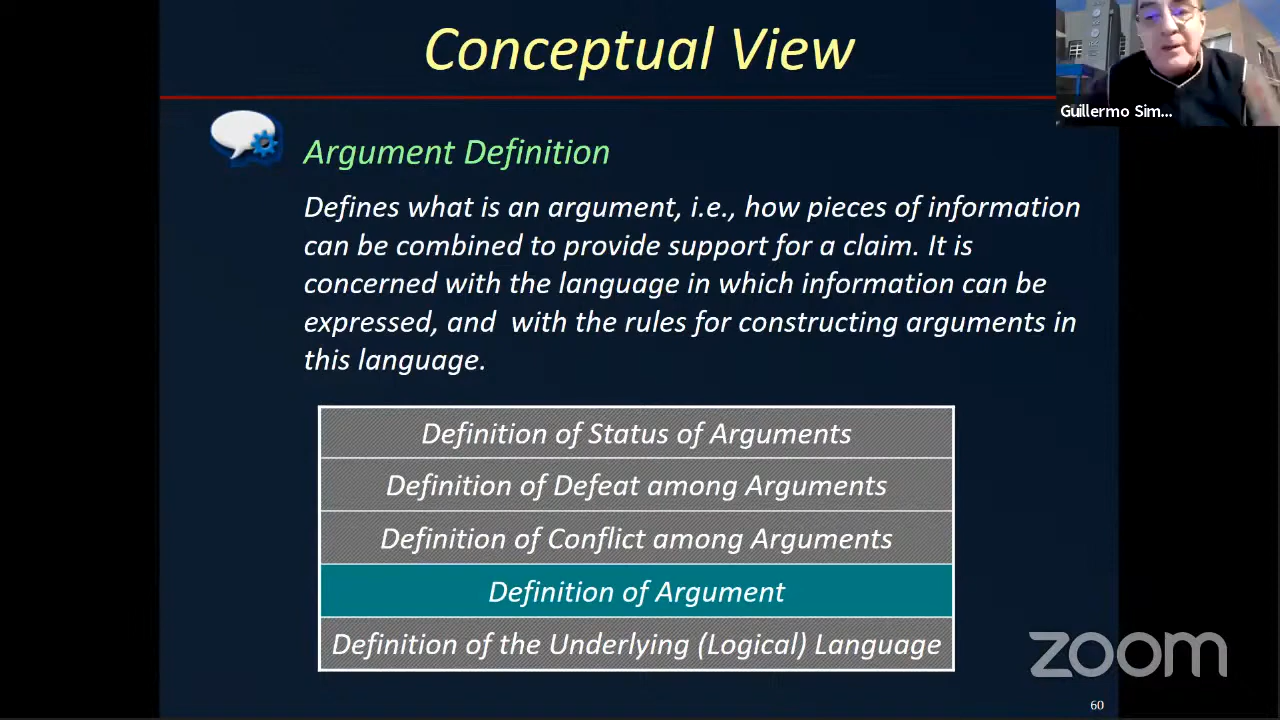 Conceptual View
Guillermo Sim...
Argument Definition
Defines what is an argument, i.e., how pieces of information
can be combined to provide support for a claim. It is
concerned with the language in which information can be
expressed, and with the rules for constructing arguments in
this language.
Definition of Status of Arguments
Definition of Defeat among Arguments
Definition of Conflict among Arguments
Definition of Argument
Definition of the Underlying (Logical) Language
zoom
60